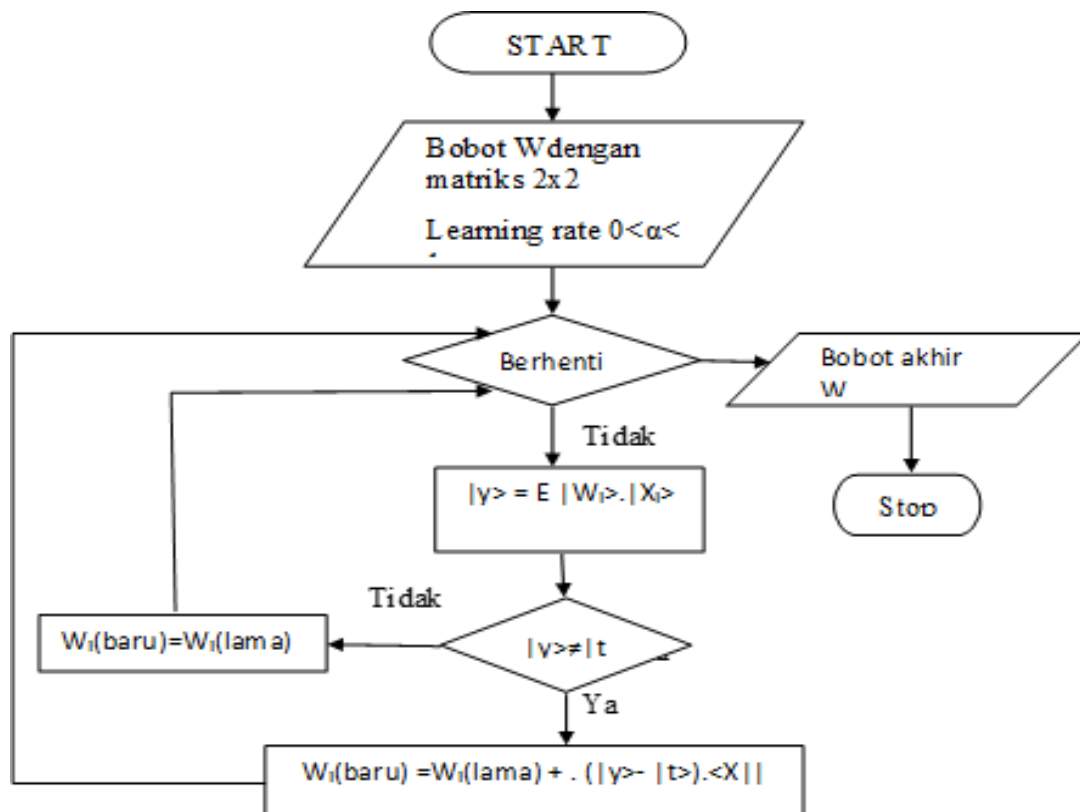 START
Bobot Wdengan
matriks 2x2
Learning rate 0<α<
Berhenti
Bobot akhir
W
Tidak
|y> = E |Wᵢ>.|Xᵢ>
Stop
Tidak
Wᵢ(baru)=Wᵢ(lama)
|y>≠|t
Ya
Wᵢ(baru) =Wᵢ(lama) + . (|y>- |t>).<X||